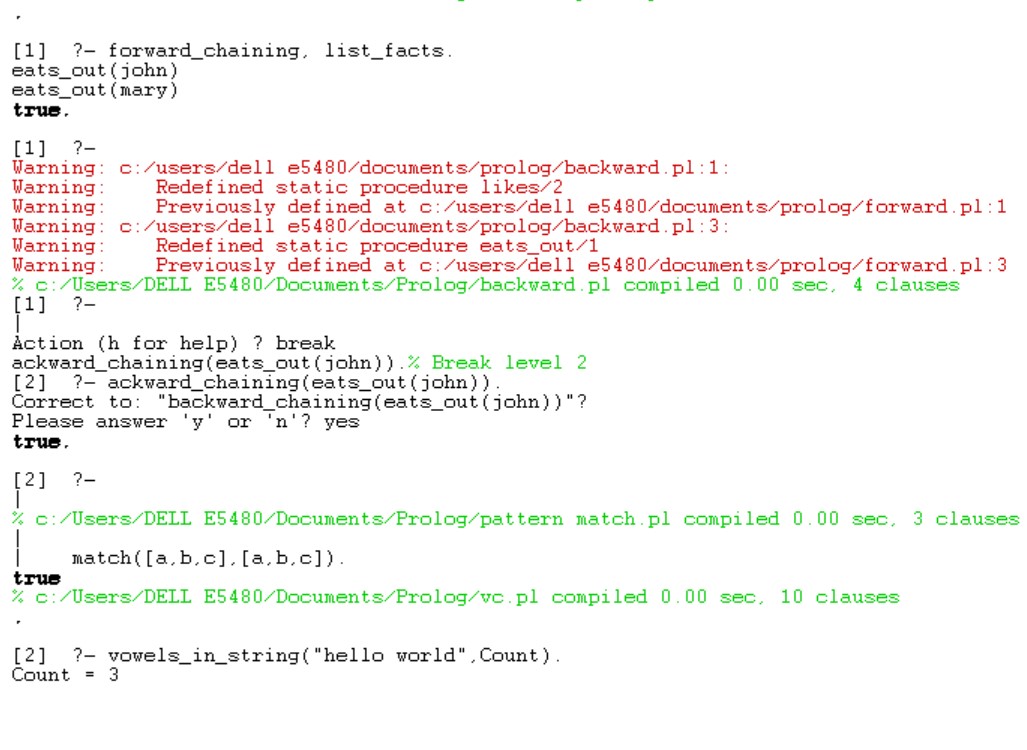 [1]  ?- forward_chaining, list_facts.
eats_out(john)
eats_out(mary)
true.
[1]  ?-
Warning: c:/users/dell e5480/documents/prolog/backward.pl:1:
Warning:    Redefined static procedure likes/2
Warning:    Previously defined at c:/users/dell e5480/documents/prolog/forward.pl:1
Warning: c:/users/dell e5480/documents/prolog/backward.pl:3:
Warning:    Redefined static procedure eats_out/1
Warning:    Previously defined at c:/users/dell e5480/documents/prolog/forward.pl:3
% c:/Users/DELL E5480/Documents/Prolog/backward.pl compiled 0.00 sec, 4 clauses
[1]  ?-
|
Action (h for help) ? break
ackward_chaining(eats_out(john)).% Break level 2
[2]  ?- ackward_chaining(eats_out(john)).
Correct to: "backward_chaining(eats_out(john))"?
Please answer 'y' or 'n'? yes
true.
[2]  ?-
|
% c:/Users/DELL E5480/Documents/Prolog/pattern match.pl compiled 0.00 sec, 3 clauses
|
|    match([a,b,c],[a,b,c]).
true
% c:/Users/DELL E5480/Documents/Prolog/vc.pl compiled 0.00 sec, 10 clauses
.
[2]  ?- vowels_in_string("hello world",Count).
Count = 3